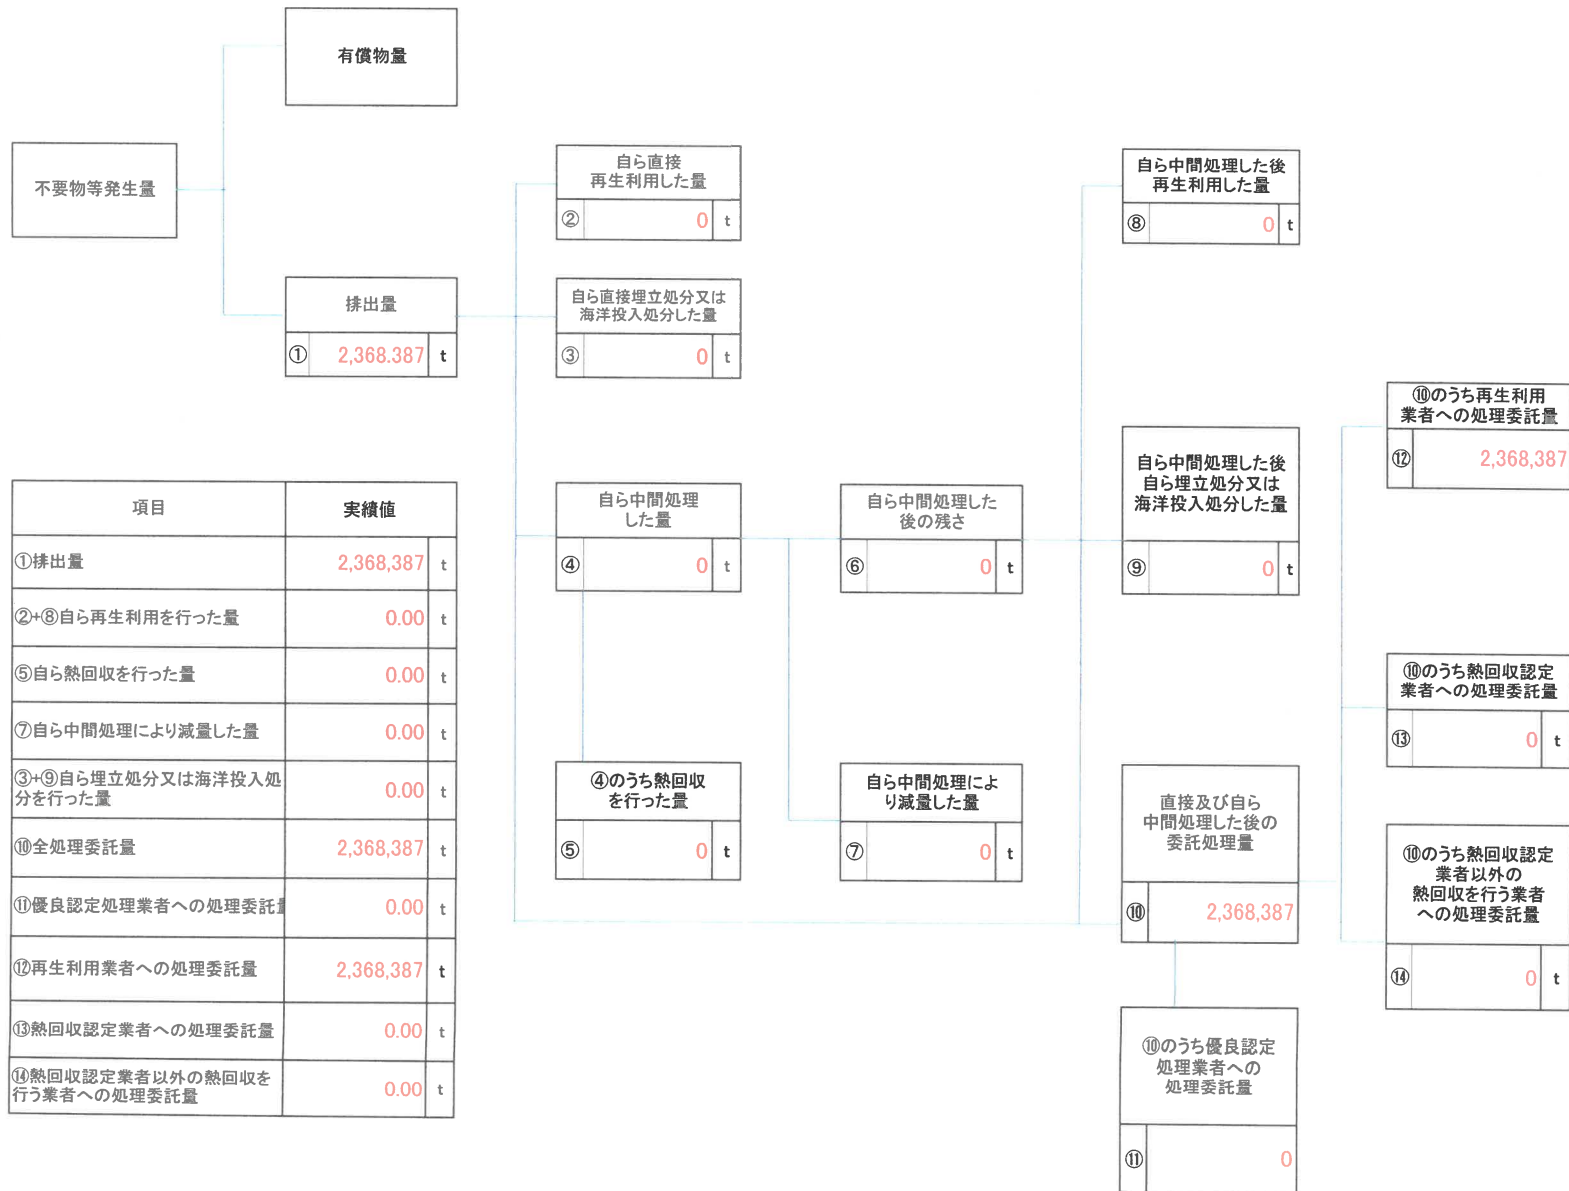 有償物量
不要物等発生量
排出量
① 2,368.387 t
自ら直接
再生利用した量
② 0 t
自ら直接埋立処分又は
海洋投入処分した量
③ 0 t
自ら中間処理
した量
④ 0 t
④のうち熱回収
を行った量
⑤ 0 t
自ら中間処理した
後の残さ
⑥ 0 t
自ら中間処理によ
り減量した量
⑦ 0 t
自ら中間処理した後
再生利用した量
⑧ 0 t
自ら中間処理した後
自ら埋立処分又は
海洋投入処分した量
⑨ 0 t
直接及び自ら
中間処理した後の
委託処理量
⑩ 2,368,387
⑩のうち優良認定
処理業者への
処理委託量
⑪ 0
⑩のうち再生利用
業者への処理委託量
⑫ 2,368,387
⑩のうち熱回収認定
業者への処理委託量
⑬ 0 t
⑩のうち熱回収認定
業者以外の
熱回収を行う業者
への処理委託量
⑭ 0 t
項目 実績値
①排出量 2,368,387 t
②+⑧自ら再生利用を行った量 0.00 t
⑤自ら熱回収を行った量 0.00 t
⑦自ら中間処理により減量した量 0.00 t
③+⑨自ら埋立処分又は海洋投入処
分を行った量 0.00 t
⑩全処理委託量 2,368,387 t
⑪優良認定処理業者への処理委託量 0.00 t
⑫再生利用業者への処理委託量 2,368,387 t
⑬熱回収認定業者への処理委託量 0.00 t
⑭熱回収認定業者以外の熱回収を
行う業者への処理委託量 0.00 t